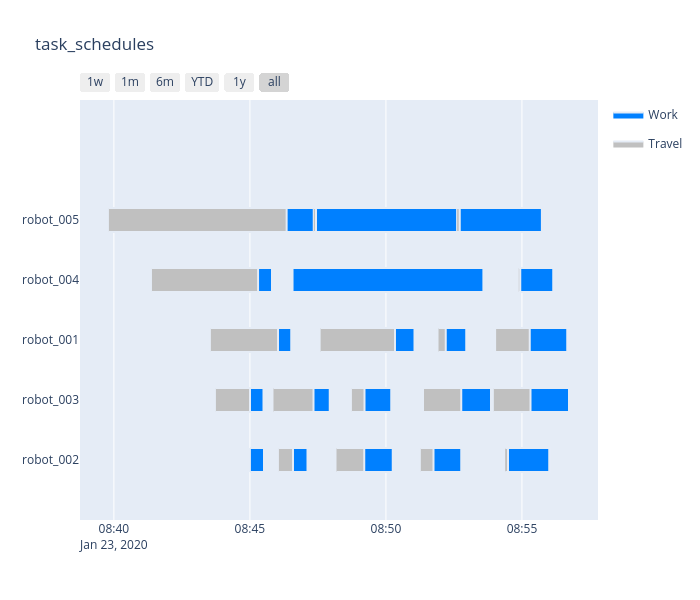 task_schedules
1w 1m 6m YTD 1y all
Work
Travel
robot_005
robot_004
robot_001
robot_003
robot_002
08:40 08:45 08:50 08:55
Jan 23, 2020